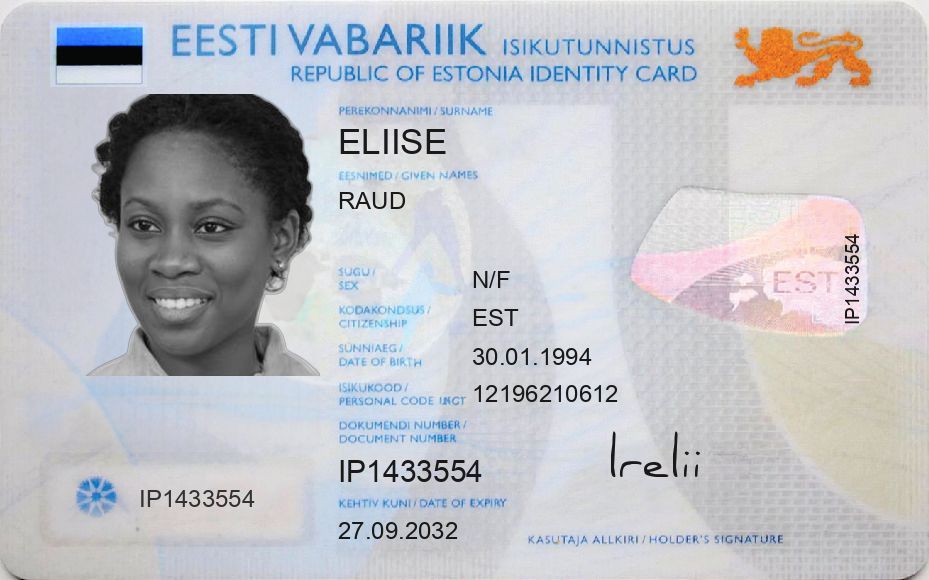 EESTI VABARIIK ISIKUTUNNISTUS
REPUBLIC OF ESTONIA IDENTITY CARD
PEREKONNANIMI / SURNAME
ELIISE
EESNIMED / GIVEN NAMES
RAUD
SUGU /
SEX
N/F
KODAKONDSUS /
CITIZENSHIP
EST
SÜNNIAEG /
DATE OF BIRTH
30.01.1994
ISIKUKOOD /
PERSONAL CODE
12196210612
DOKUMENDI NUMBER /
DOCUMENT NUMBER
IP1433554
KEHTIV KUNI / DATE OF EXPIRY
27.09.2032
IP1433554
EST
IP1433554
Irelii
KASUTAJA ALLKIRI / HOLDER'S SIGNATURE